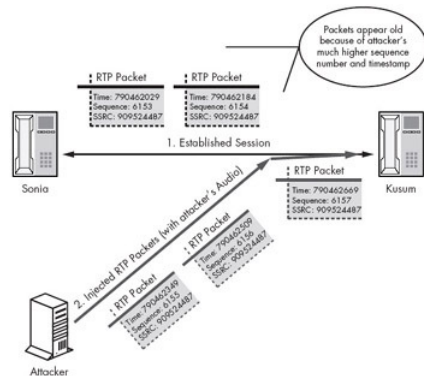 Packets appear old
because of attacker's
much higher sequence
number and timestamp
RTP Packet
Time: 790462029
Sequence: 6153
SSRC: 909524487
RTP Packet
Time: 790462184
Sequence: 6154
SSRC: 909524487
1. Established Session
Sonia
Kusum
RTP Packet
Time: 790462669
Sequence: 6157
SSRC: 909524487
2. Injected RTP Packets (with attacker's Audio)
RTP Packet
Time: 790462509
Sequence: 6156
SSRC: 909524487
RTP Packet
Time: 790462349
Sequence: 6155
SSRC: 909524487
Attacker